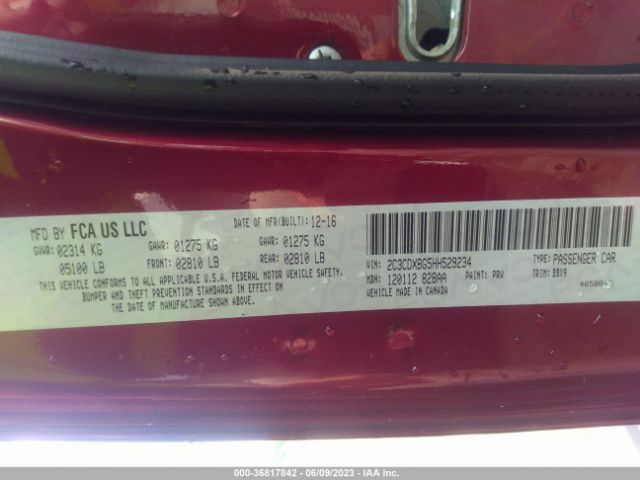 MFD BY FCA US LLC DATE OF MFR(BUILT): 12-16
GVWR: 02314 KG GAWR: 01275 KG GAWR: 01275 KG
05100 LB FRONT: 02810 LB REAR: 02810 LB
THIS VEHICLE CONFORMS TO ALL APPLICABLE U.S.A. FEDERAL MOTOR VEHICLE SAFETY,
BUMPER AND THEFT PREVENTION STANDARDS IN EFFECT ON
THE DATE OF MANUFACTURE SHOWN ABOVE.
VIN: 2C3CDXBG5HH529234 TYPE: PASSENGER CAR
MDH: 120112 828AA PAINT: PRV TRIM: BBX9
VEHICLE MADE IN CANADA
000-36817842 / 06/09/2023 - IAA, Inc.